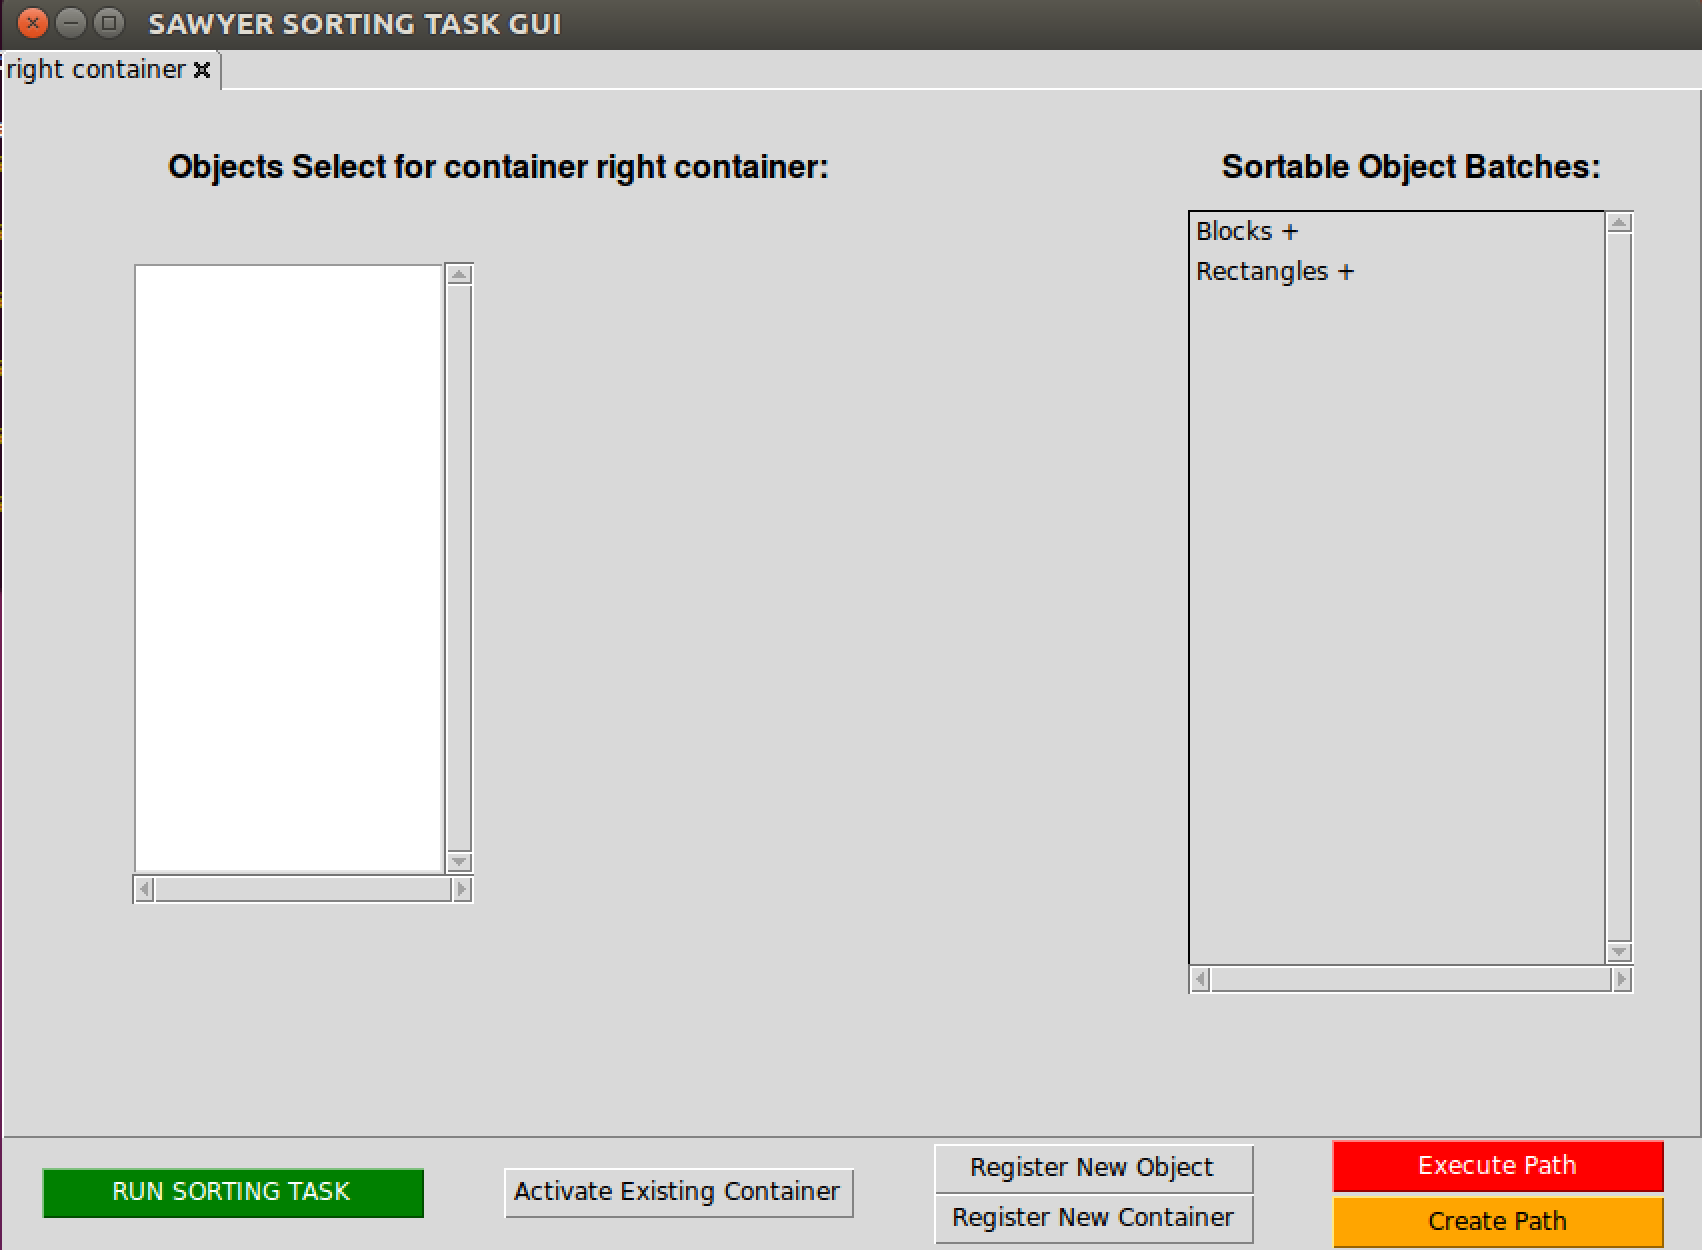 SAWYER SORTING TASK GUI
right container
Objects Select for container right container:
Sortable Object Batches:
Blocks +
Rectangles +
RUN SORTING TASK
Activate Existing Container
Register New Object
Register New Container
Execute Path
Create Path